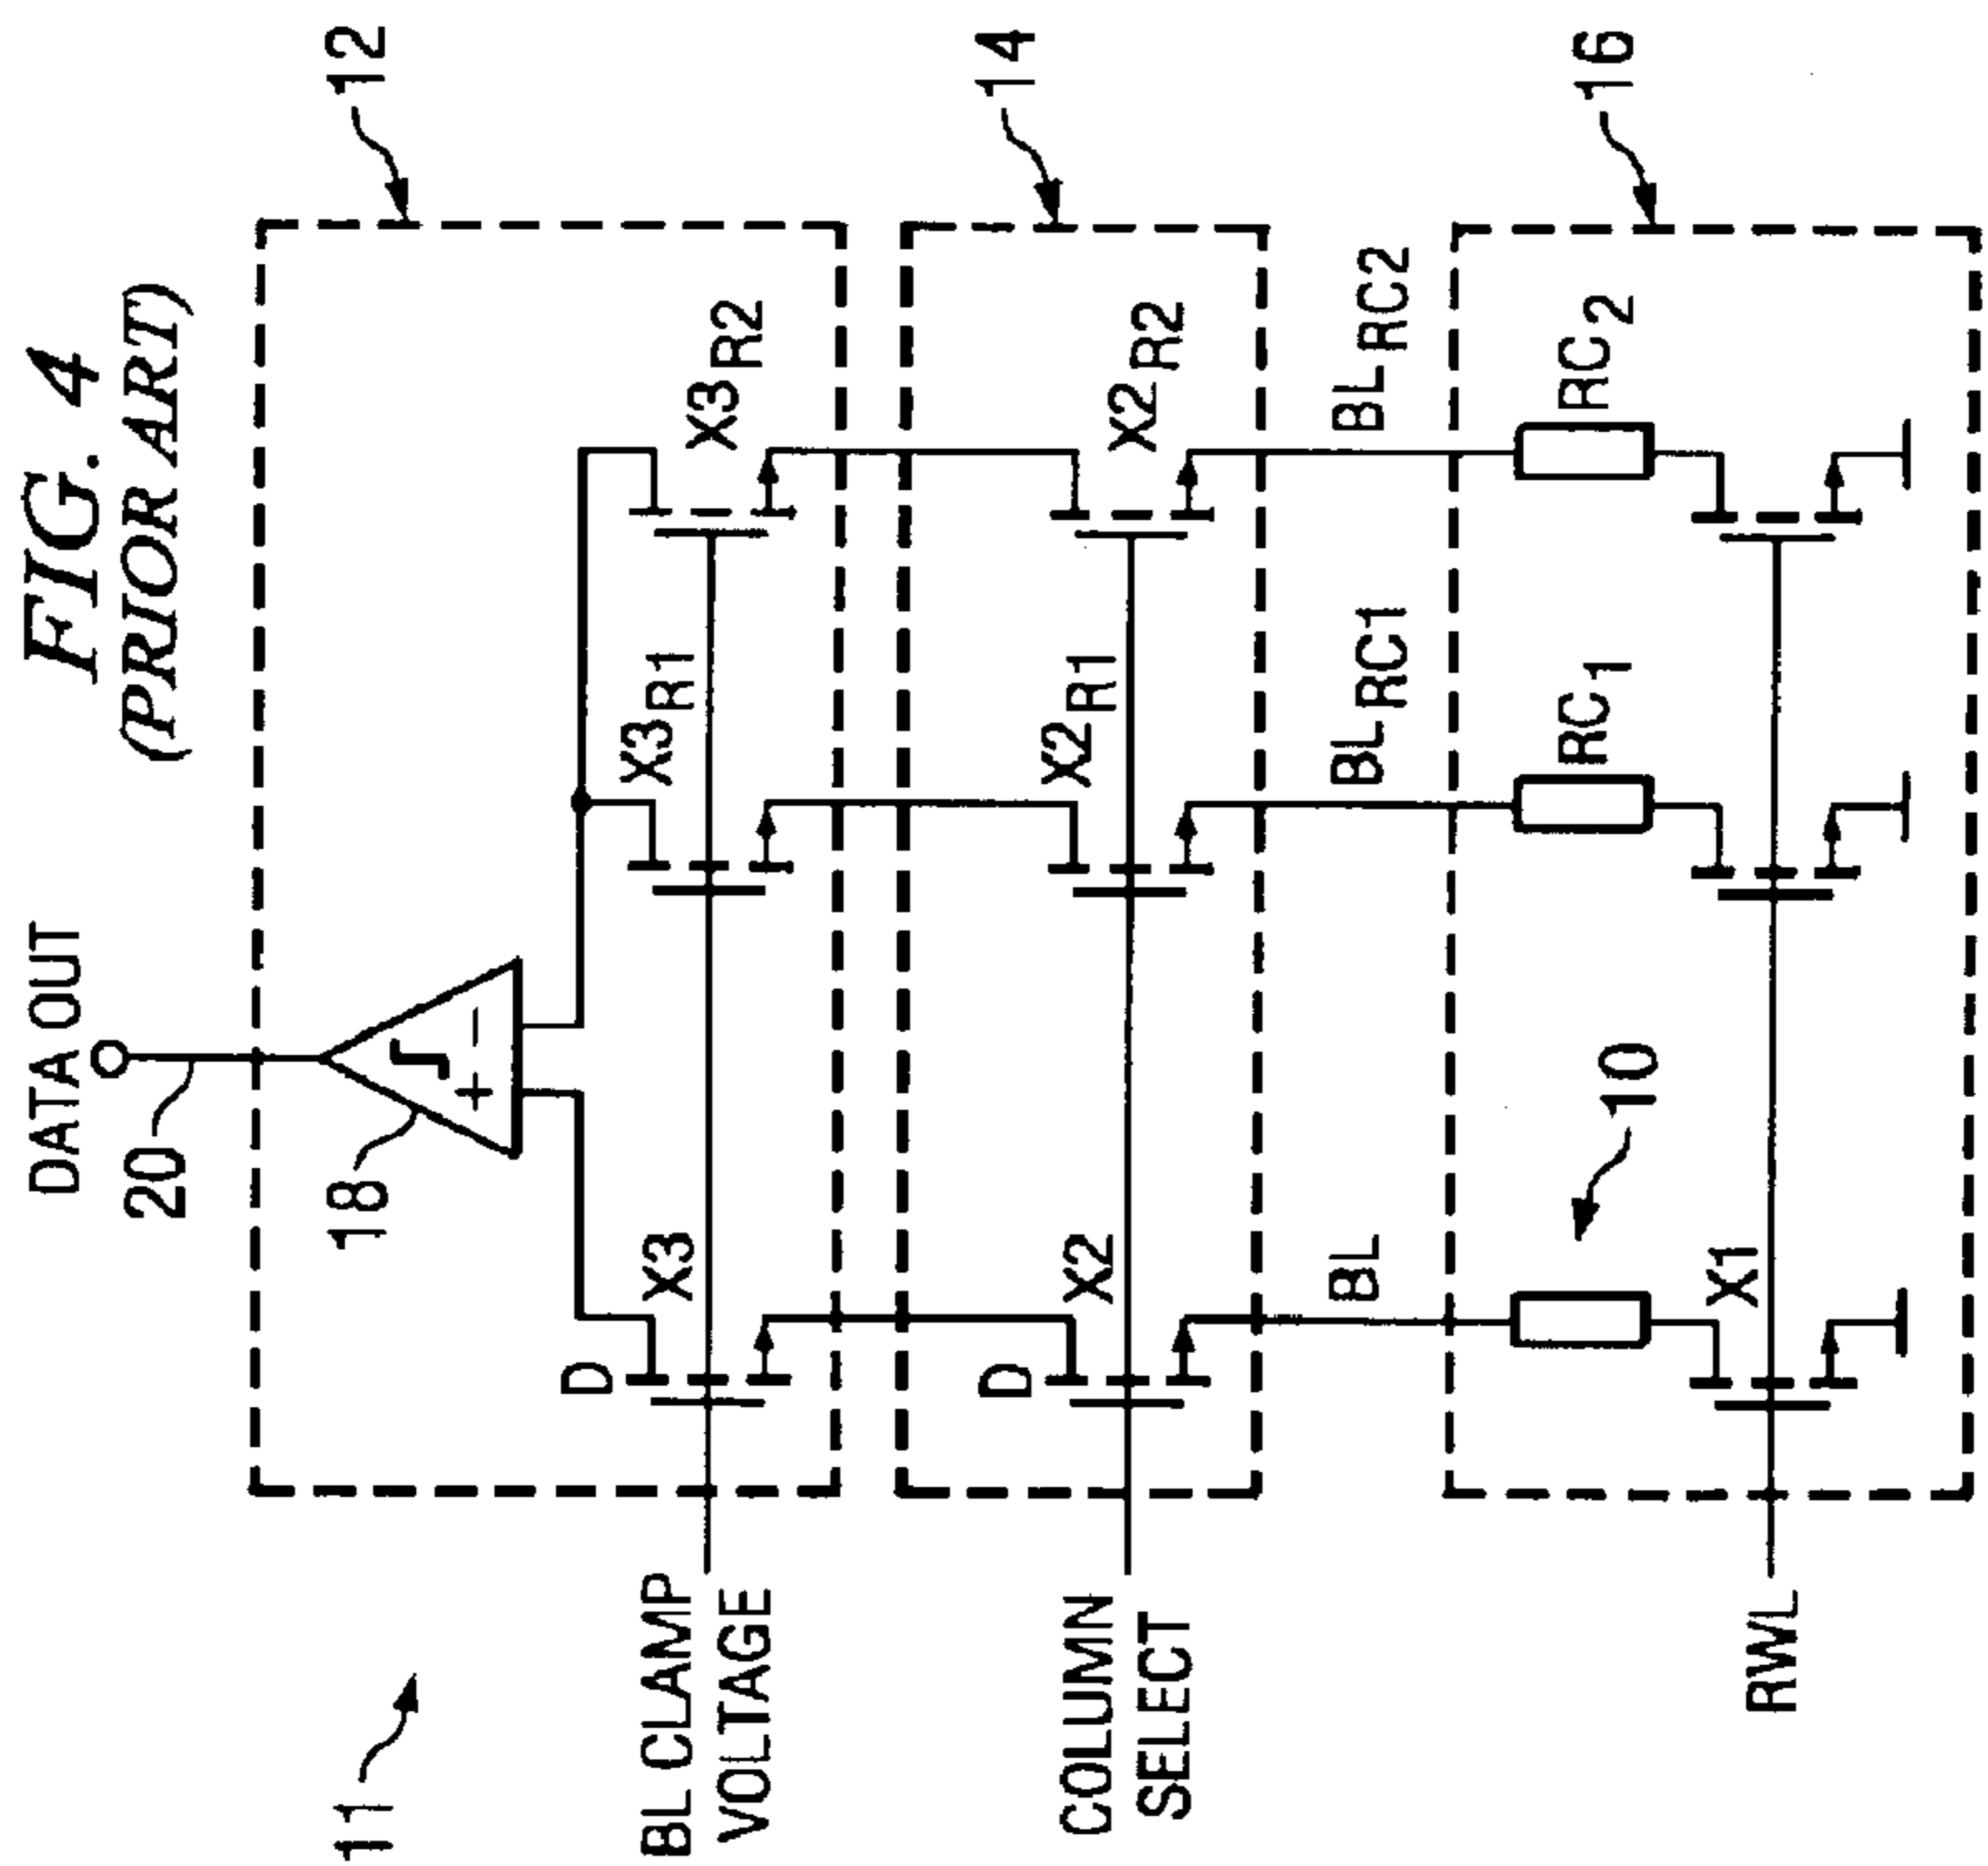 FIG. 4
(PRIOR ART)
DATA OUT
20
18
12
+ −
D
X3
X3R1
X3R2
BL CLAMP
VOLTAGE
11
14
D
X2
X2R1
X2R2
COLUMN
SELECT
BL
BLRC1
BLRC2
16
10
RC1
RC2
X1
RWL